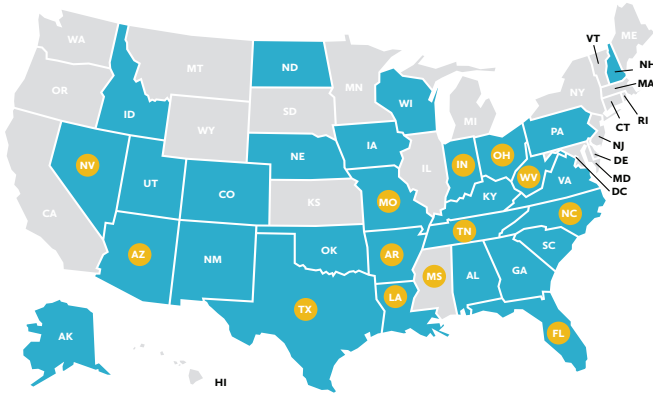 WA
MT
ND
MN
VT
ME
NH
MA
RI
CT
NJ
DE
MD
DC
OR
ID
WY
SD
WI
MI
NY
NV
UT
CO
NE
IA
IL
IN
OH
PA
CA
KS
MO
KY
WV
VA
AZ
NM
OK
AR
TN
NC
SC
TX
LA
MS
AL
GA
FL
AK
HI